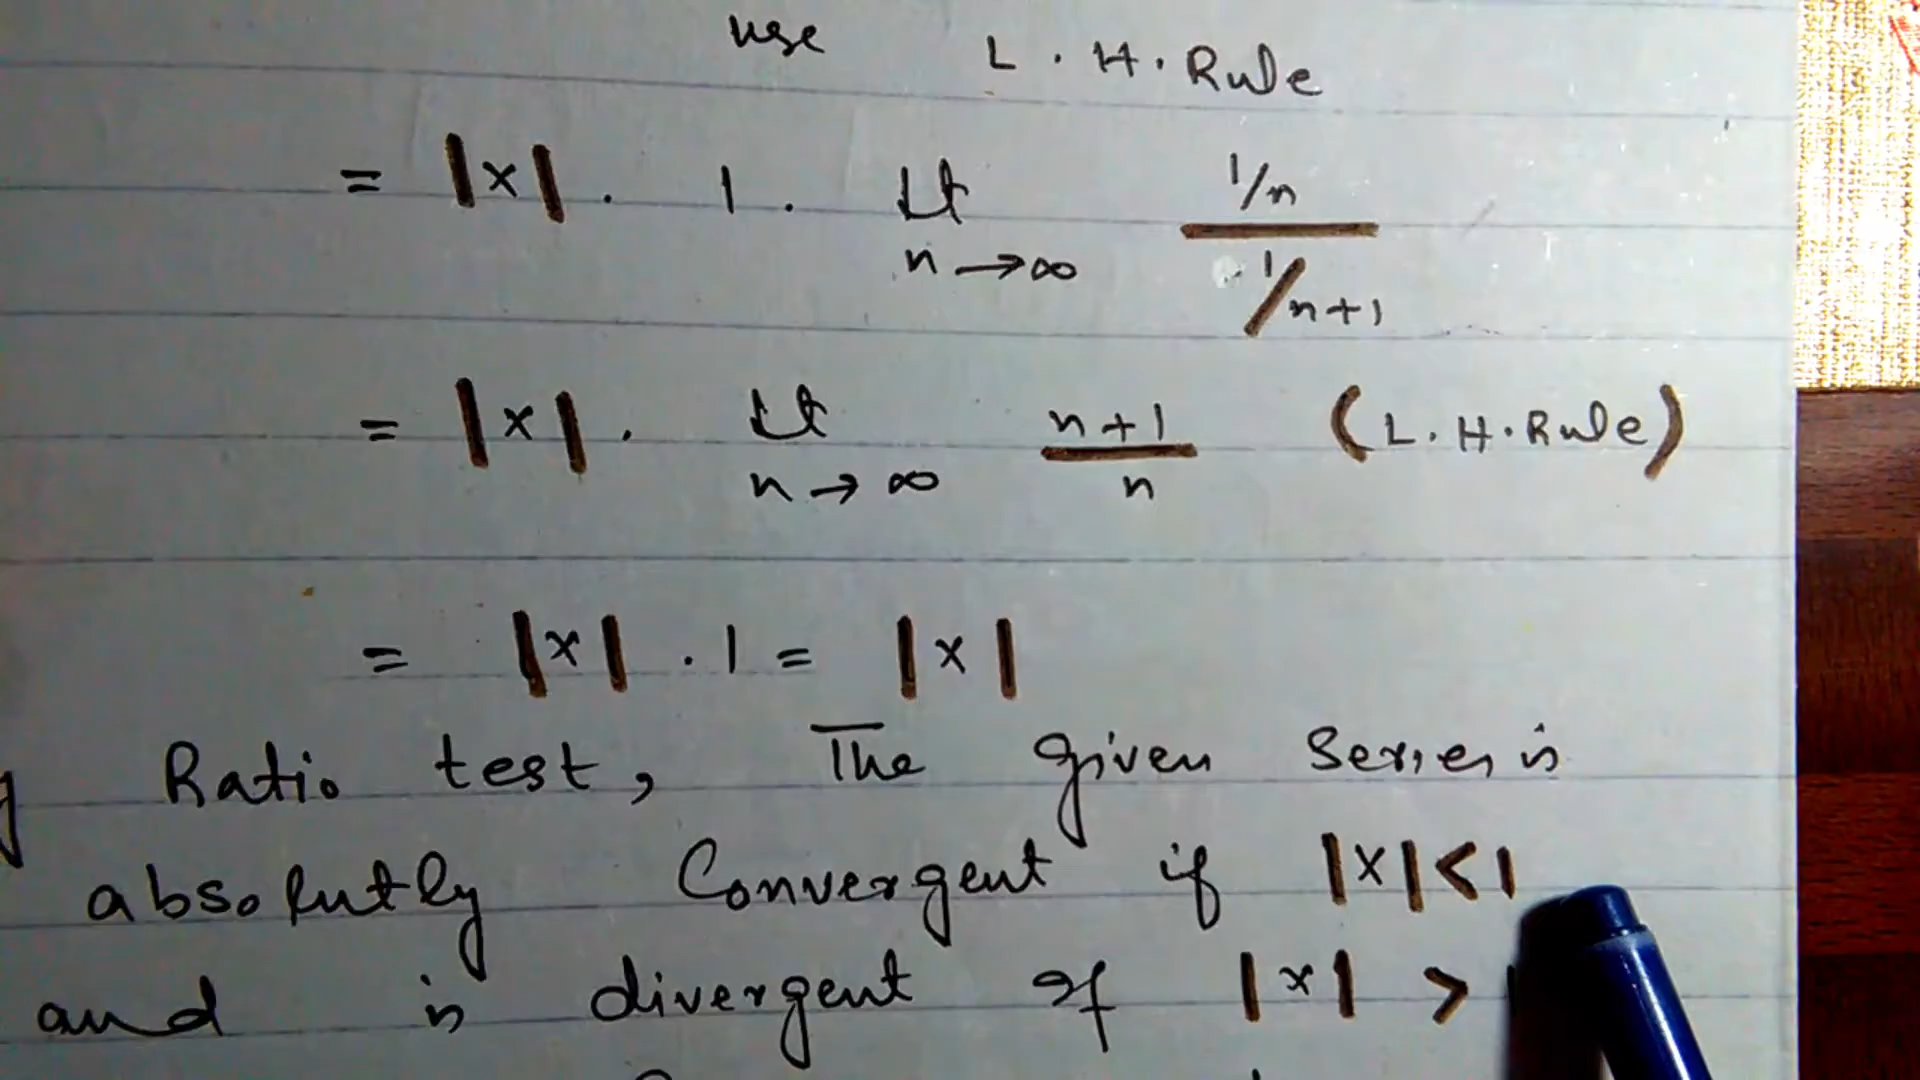 use L.H.Rule
= |x| . 1 . Lt n→∞ 1/n / 1/n+1
= |x| . Lt n→∞ n+1/n (L.H.Rule)
= |x| .1 = |x|
Ratio test, The given Series is
absolutly Convergent if |x|<1
and is divergent if |x| >